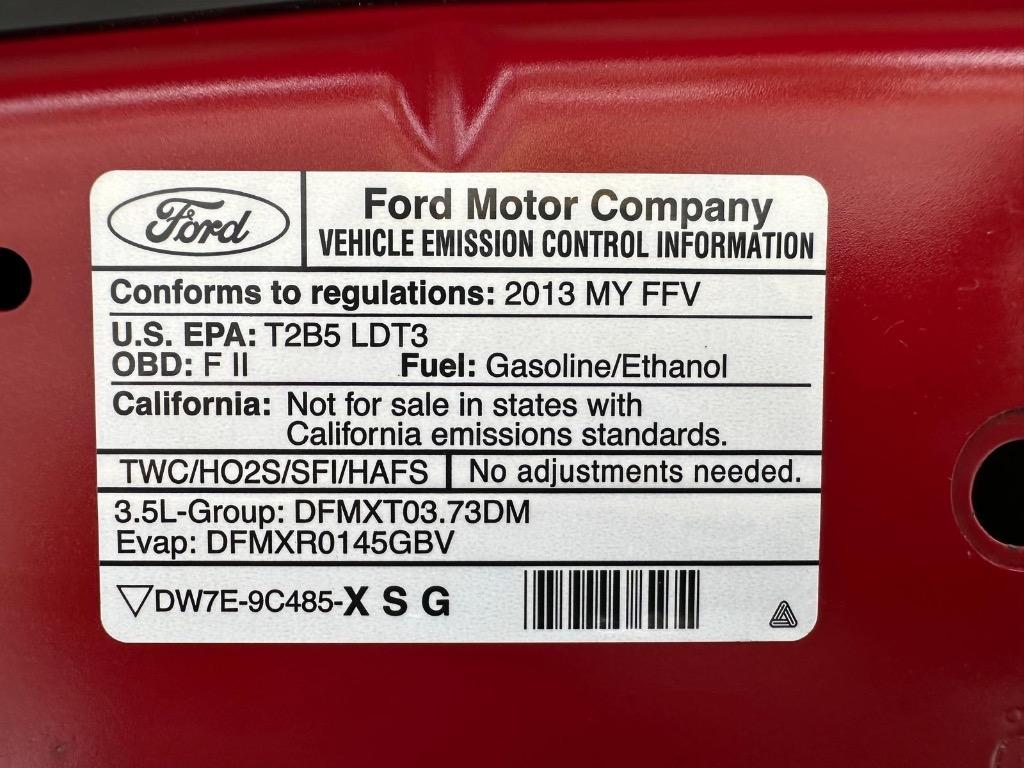 Ford
Ford Motor Company
VEHICLE EMISSION CONTROL INFORMATION
Conforms to regulations: 2013 MY FFV
U.S. EPA: T2B5 LDT3
OBD: F II Fuel: Gasoline/Ethanol
California: Not for sale in states with
California emissions standards.
TWC/HO2S/SFI/HAFS No adjustments needed.
3.5L-Group: DFMXT03.73DM
Evap: DFMXR0145GBV
DW7E-9C485-X S G